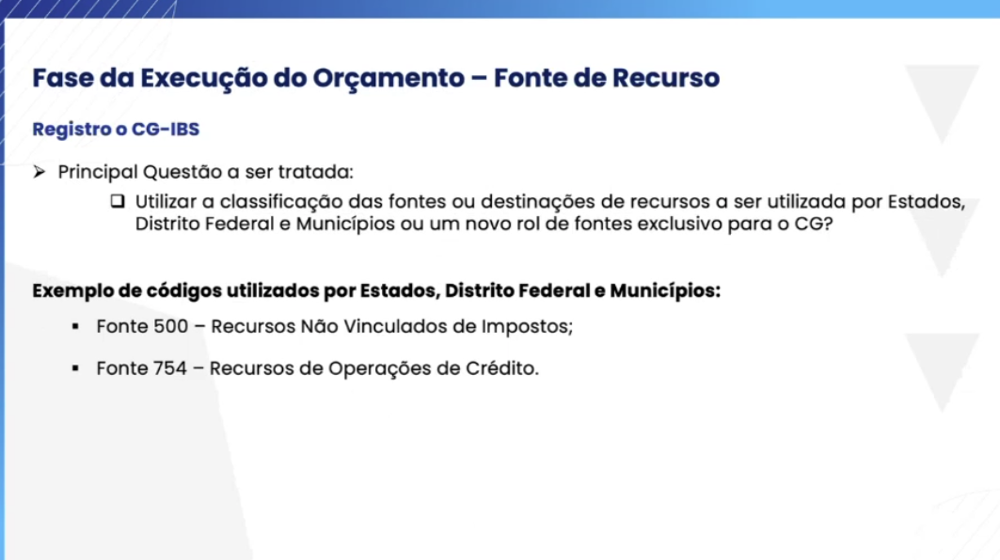 Fase da Execução do Orçamento – Fonte de Recurso
Registro o CG-IBS
➢ Principal Questão a ser tratada:
❑ Utilizar a classificação das fontes ou destinações de recursos a ser utilizada por Estados,
Distrito Federal e Municípios ou um novo rol de fontes exclusivo para o CG?
Exemplo de códigos utilizados por Estados, Distrito Federal e Municípios:
▪ Fonte 500 – Recursos Não Vinculados de Impostos;
▪ Fonte 754 – Recursos de Operações de Crédito.